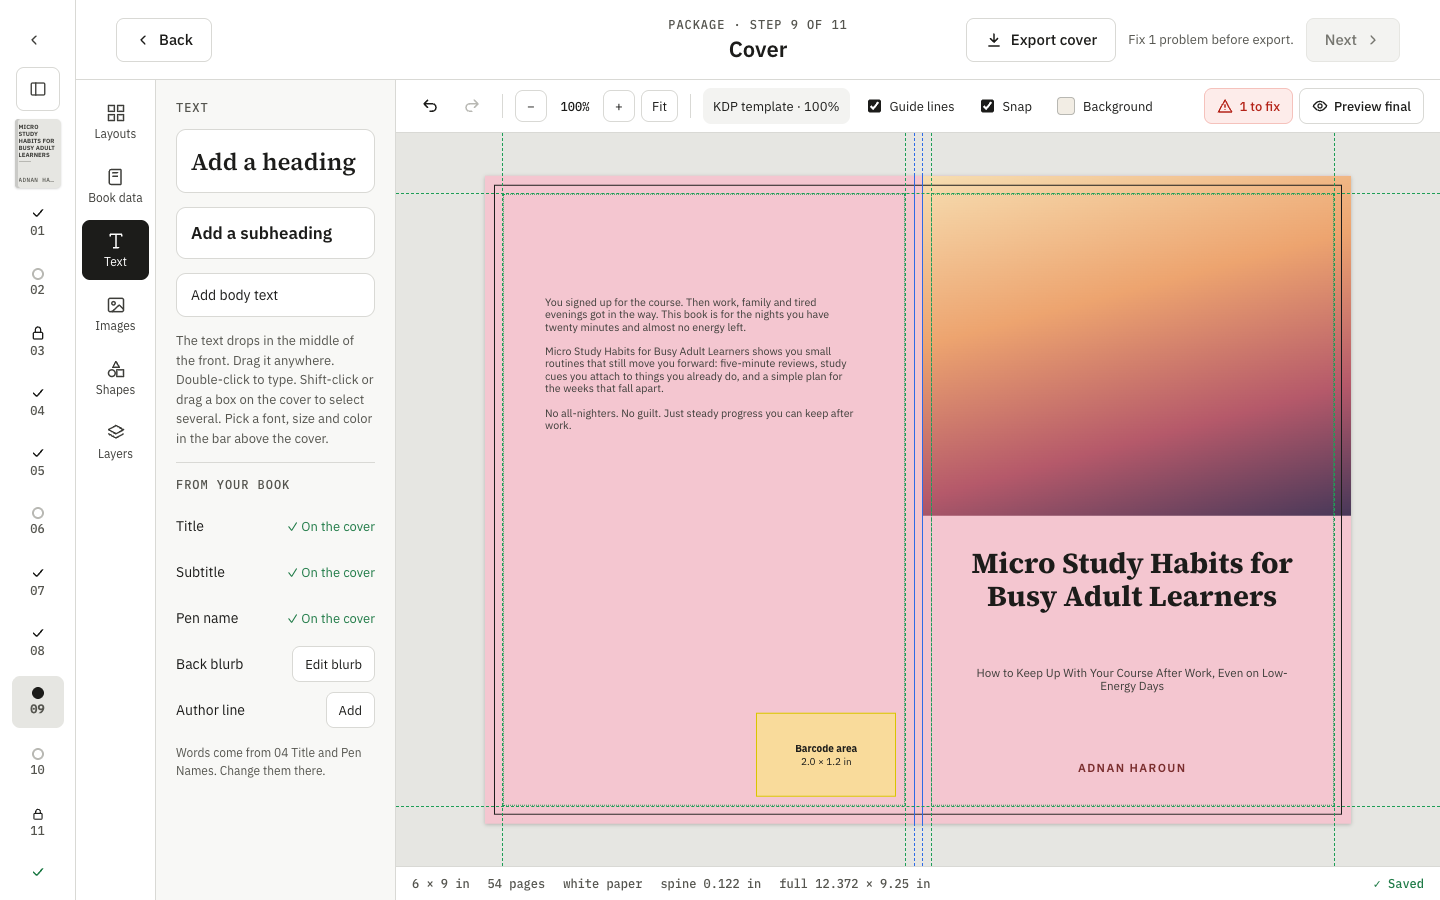 Back
PACKAGE · STEP 9 OF 11
Cover
Export cover
Fix 1 problem before export.
Next
MICRO
STUDY
HABITS FOR
BUSY ADULT
LEARNERS
ADNAN HA…
01
02
03
04
05
06
07
08
09
10
11
Layouts
Book data
Text
Images
Shapes
Layers
TEXT
Add a heading
Add a subheading
Add body text
The text drops in the middle of
the front. Drag it anywhere.
Double-click to type. Shift-click or
drag a box on the cover to select
several. Pick a font, size and color
in the bar above the cover.
FROM YOUR BOOK
Title ✓ On the cover
Subtitle ✓ On the cover
Pen name ✓ On the cover
Back blurb Edit blurb
Author line Add
Words come from 04 Title and Pen
Names. Change them there.
− 100% + Fit
KDP template · 100%
Guide lines
Snap
Background
1 to fix
Preview final
You signed up for the course. Then work, family and tired
evenings got in the way. This book is for the nights you have
twenty minutes and almost no energy left.
Micro Study Habits for Busy Adult Learners shows you small
routines that still move you forward: five-minute reviews, study
cues you attach to things you already do, and a simple plan for
the weeks that fall apart.
No all-nighters. No guilt. Just steady progress you can keep after
work.
Barcode area
2.0 × 1.2 in
Micro Study Habits for
Busy Adult Learners
How to Keep Up With Your Course After Work, Even on Low-
Energy Days
ADNAN HAROUN
6 × 9 in 54 pages white paper spine 0.122 in full 12.372 × 9.25 in
✓ Saved